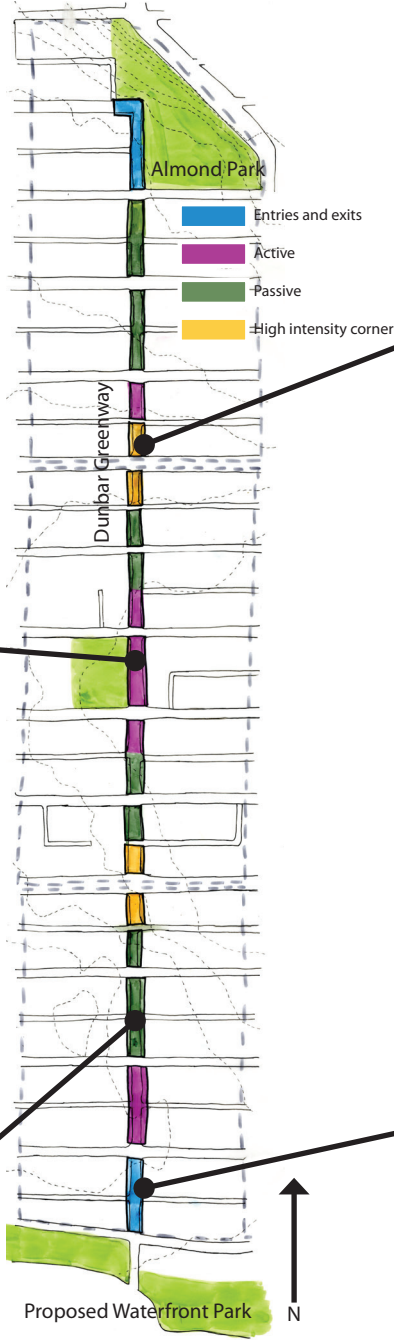 Almond Park
Entries and exits
Active
Passive
High intensity corner
Dunbar Greenway
Proposed Waterfront Park
N